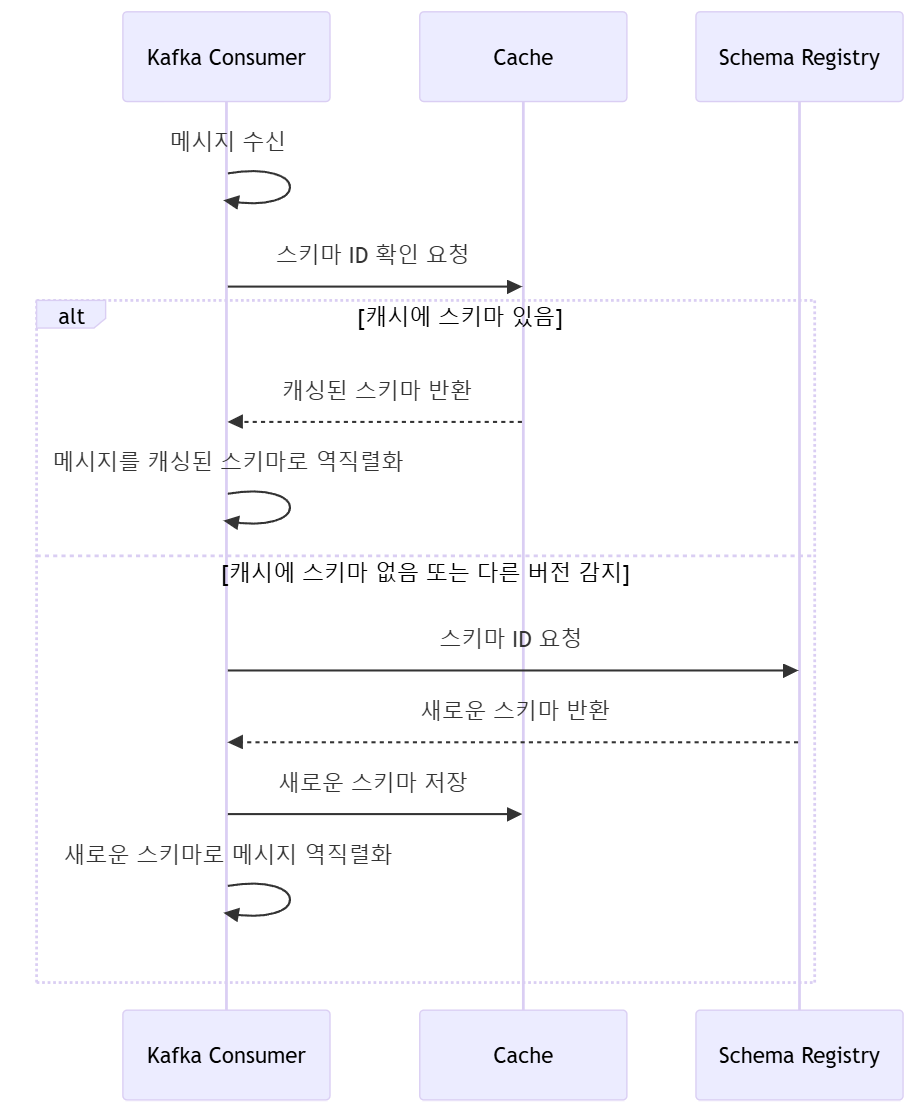 Kafka Consumer
Cache
Schema Registry
메시지 수신
스키마 ID 확인 요청
alt
[캐시에 스키마 있음]
캐싱된 스키마 반환
메시지를 캐싱된 스키마로 역직렬화
[캐시에 스키마 없음 또는 다른 버전 감지]
스키마 ID 요청
새로운 스키마 반환
새로운 스키마 저장
새로운 스키마로 메시지 역직렬화
Kafka Consumer
Cache
Schema Registry